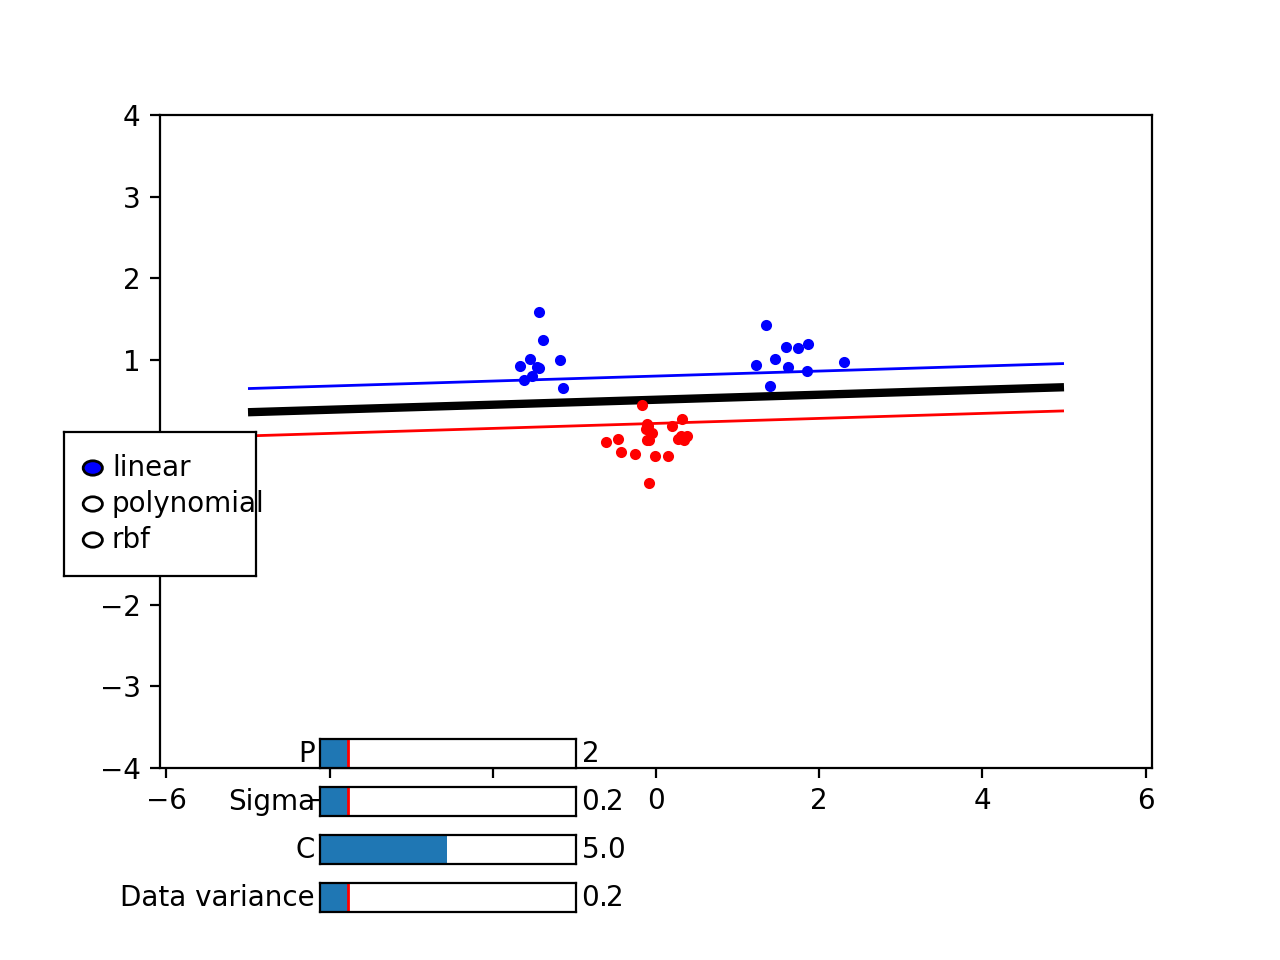 4
3
2
1
linear
polynomial
rbf
−2
−3
P 2
−4
−6 Sigma 0.2 0 2 4 6
C 5.0
Data variance 0.2